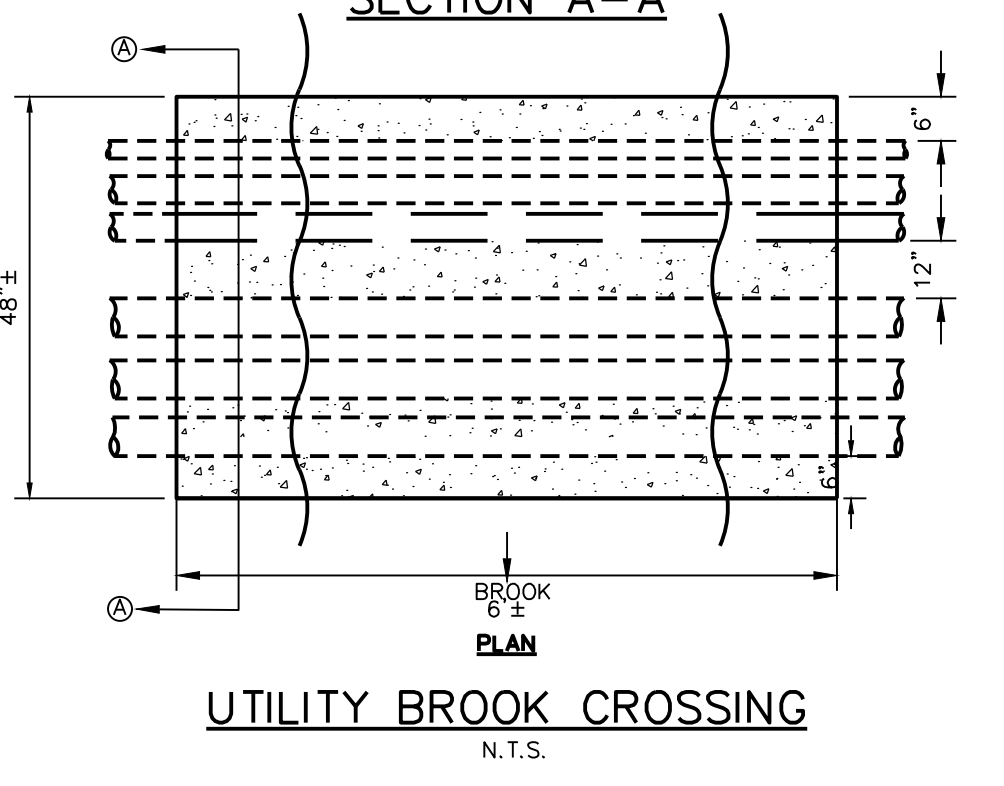 SECTION A-A
A
6"
12"
48"±
6"
BROOK
6'±
A
PLAN
UTILITY BROOK CROSSING
N.T.S.